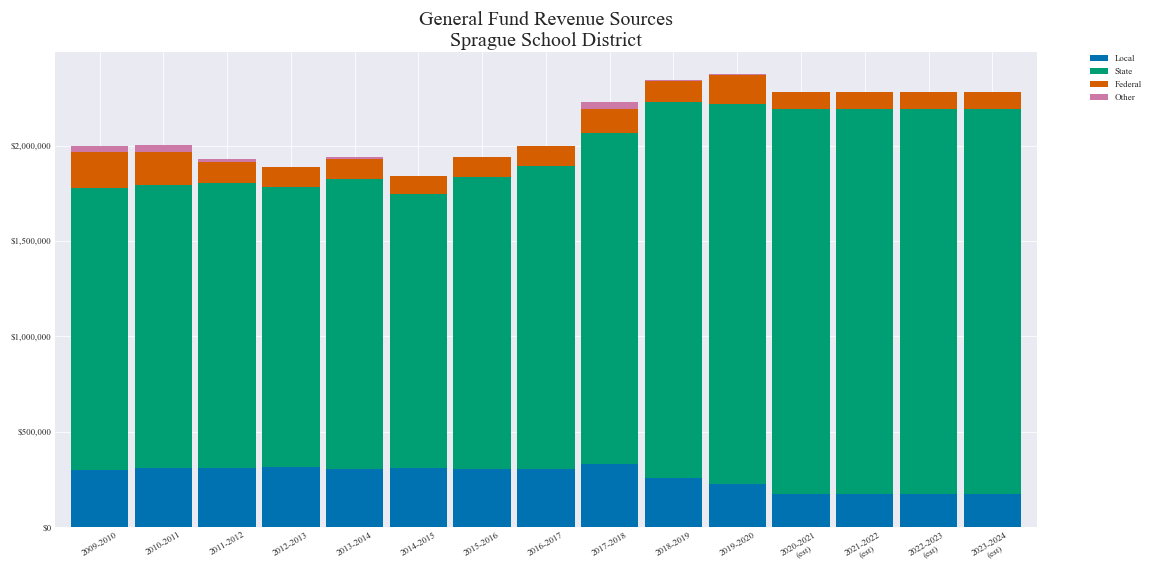 General Fund Revenue Sources
Sprague School District
Local
State
Federal
Other
$2,000,000
$1,500,000
$1,000,000
$500,000
$0
2009-2010
2010-2011
2011-2012
2012-2013
2013-2014
2014-2015
2015-2016
2016-2017
2017-2018
2018-2019
2019-2020
2020-2021
(est)
2021-2022
(est)
2022-2023
(est)
2023-2024
(est)